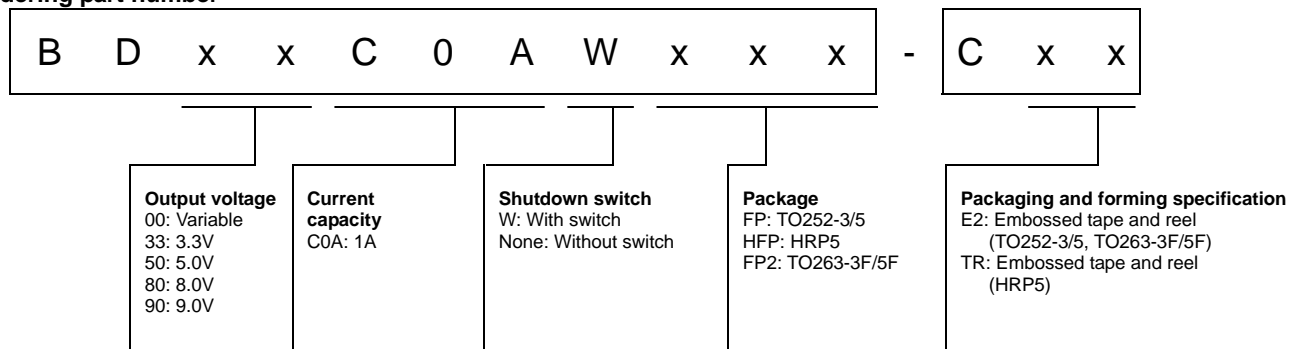 B D x x C 0 A W x x x - C x x
Output voltage
00: Variable
33: 3.3V
50: 5.0V
80: 8.0V
90: 9.0V
Current
capacity
C0A: 1A
Shutdown switch
W: With switch
None: Without switch
Package
FP: TO252-3/5
HFP: HRP5
FP2: TO263-3F/5F
Packaging and forming specification
E2: Embossed tape and reel
(TO252-3/5, TO263-3F/5F)
TR: Embossed tape and reel
(HRP5)